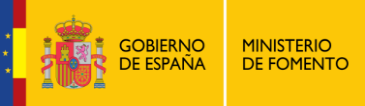 GOBIERNO
DE ESPAÑA
MINISTERIO
DE FOMENTO